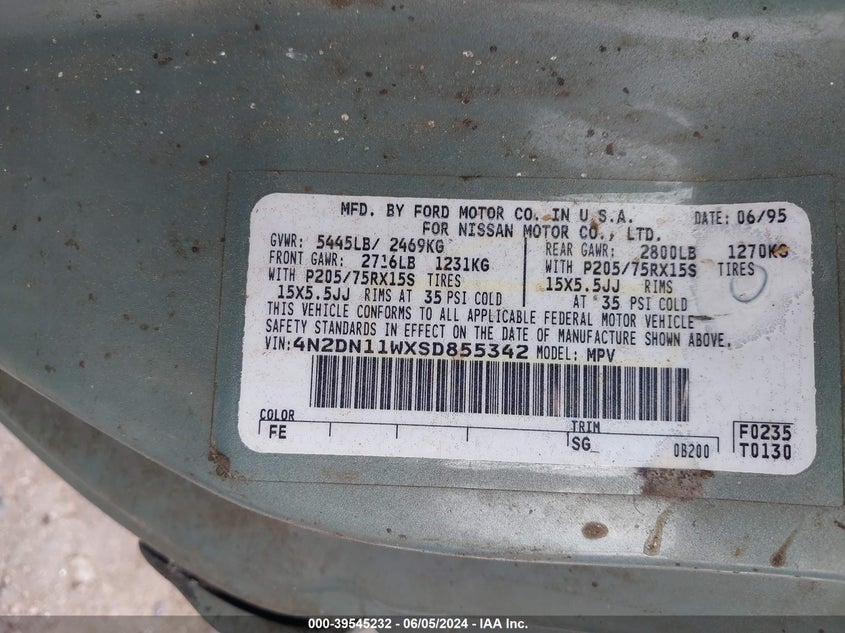 MFD. BY FORD MOTOR CO. IN U.S.A. DATE: 06/95
FOR NISSAN MOTOR CO., LTD.
GVWR: 5445LB/ 2469KG
FRONT GAWR: 2716LB 1231KG
WITH P205/75RX15S TIRES
15X5.5JJ RIMS AT 35 PSI COLD
REAR GAWR: 2800LB 1270KG
WITH P205/75RX15S TIRES
15X5.5JJ RIMS
AT 35 PSI COLD
THIS VEHICLE CONFORMS TO ALL APPLICABLE FEDERAL MOTOR VEHICLE
SAFETY STANDARDS IN EFFECT ON THE DATE OF MANUFACTURE SHOWN ABOVE.
VIN: 4N2DN11WXSD855342 MODEL: MPV
COLOR TRIM
FE SG 0B200
F0235
T0130
000-39545232 - 06/05/2024 - IAA Inc.